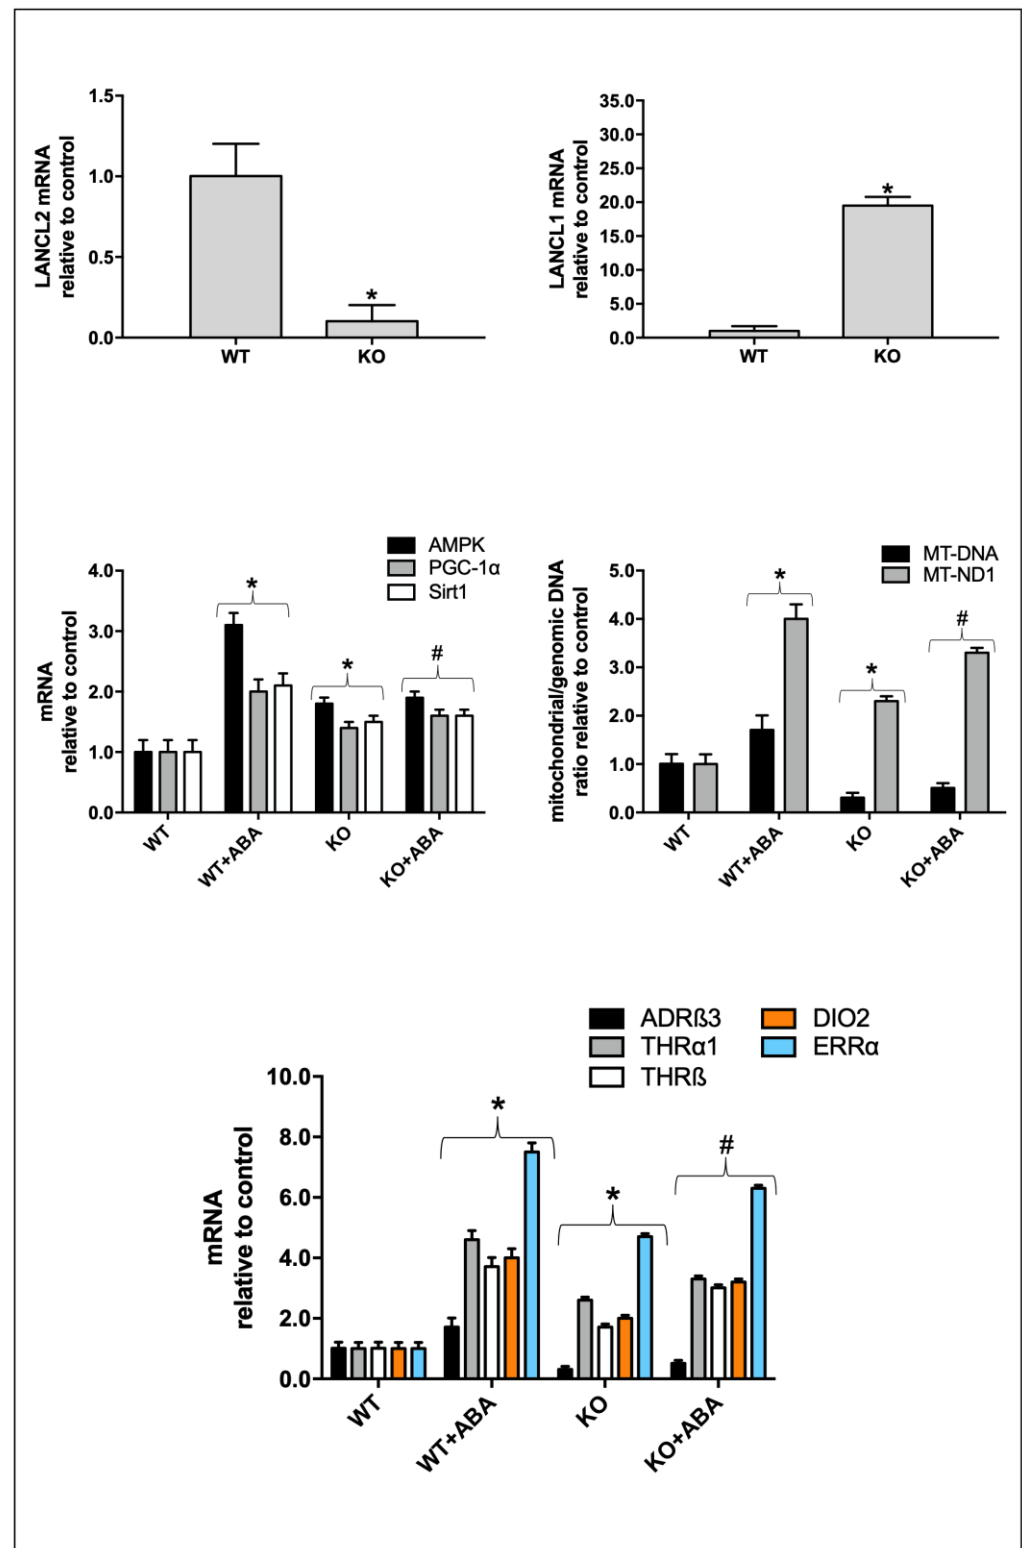 LANCL2 mRNA
relative to control
1.5
1.0
0.5
0.0
*
WT
KO
LANCL1 mRNA
relative to control
35.0
30.0
25.0
20.0
15.0
10.0
5.0
0.0
*
WT
KO
AMPK
PGC-1α
Sirt1
mRNA
relative to control
4.0
3.0
2.0
1.0
0.0
*
*
#
WT
WT+ABA
KO
KO+ABA
MT-DNA
MT-ND1
mitochondrial/genomic DNA
ratio relative to control
5.0
4.0
3.0
2.0
1.0
0.0
*
*
#
WT
WT+ABA
KO
KO+ABA
ADRß3
THRα1
THRß
DIO2
ERRα
mRNA
relative to control
10.0
8.0
6.0
4.0
2.0
0.0
*
*
#
WT
WT+ABA
KO
KO+ABA